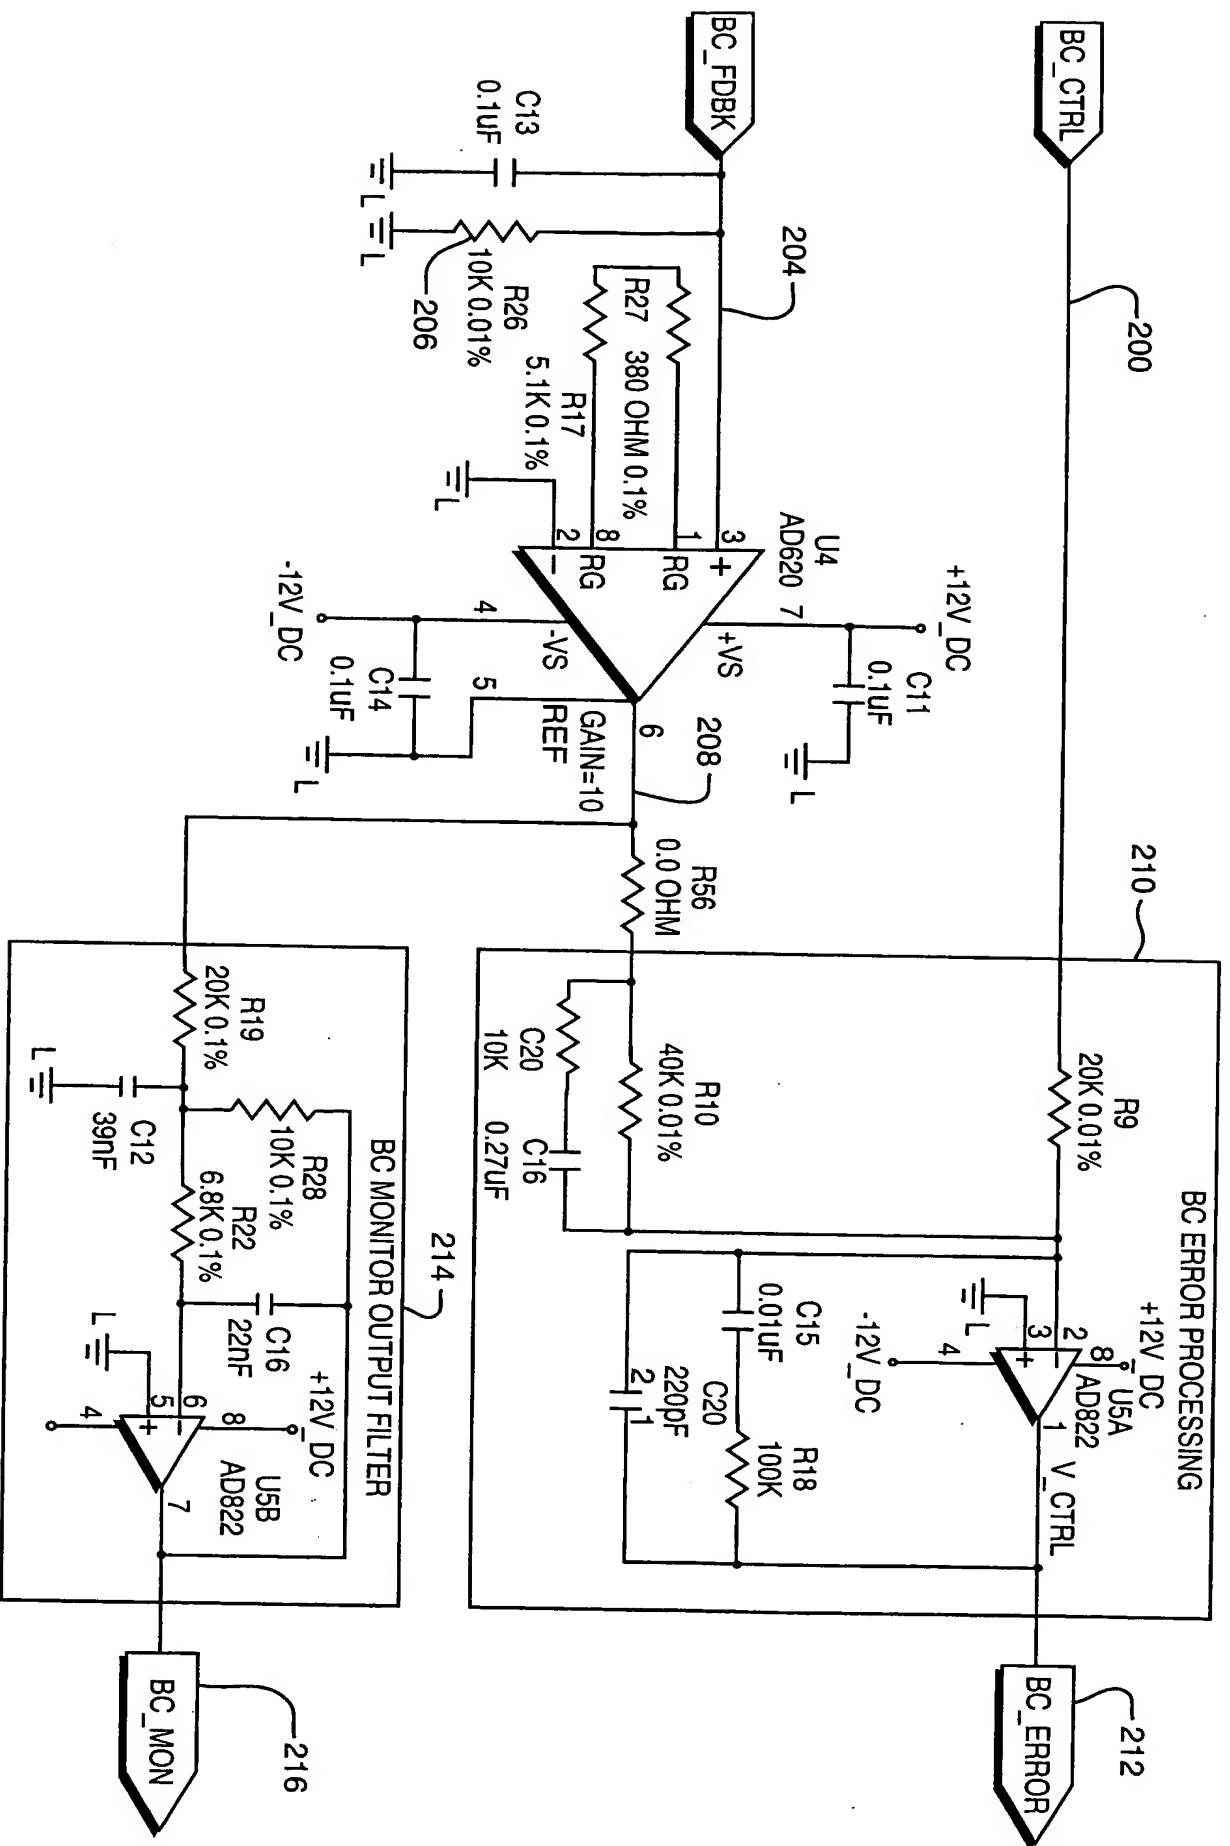 BC_CTRL
200
BC_FDBK
204
C13
0.1uF
L
L
R26
10K 0.01%
206
R27
380 OHM 0.1%
R17
5.1K 0.1%
L
U4
AD620
3
+
1
RG
8
RG
2
-
7
+VS
+12V_DC
C11
0.1uF
L
4
-VS
-12V_DC
C14
0.1uF
5
REF
GAIN=10
L
6
208
R56
0.0 OHM
210
BC ERROR PROCESSING
R9
20K 0.01%
R10
40K 0.01%
C20
10K
C16
0.27uF
L
2
-
3
+
8
+12V_DC
U5A
AD822
1
4
-12V_DC
V_CTRL
C15
0.01uF
R18
100K
C20
220pF
2
1
212
BC_ERROR
214
BC MONITOR OUTPUT FILTER
R19
20K 0.1%
C12
39nF
L
R28
10K 0.1%
R22
6.8K 0.1%
C16
22nF
L
6
-
5
+
8
+12V_DC
4
7
U5B
AD822
216
BC_MON